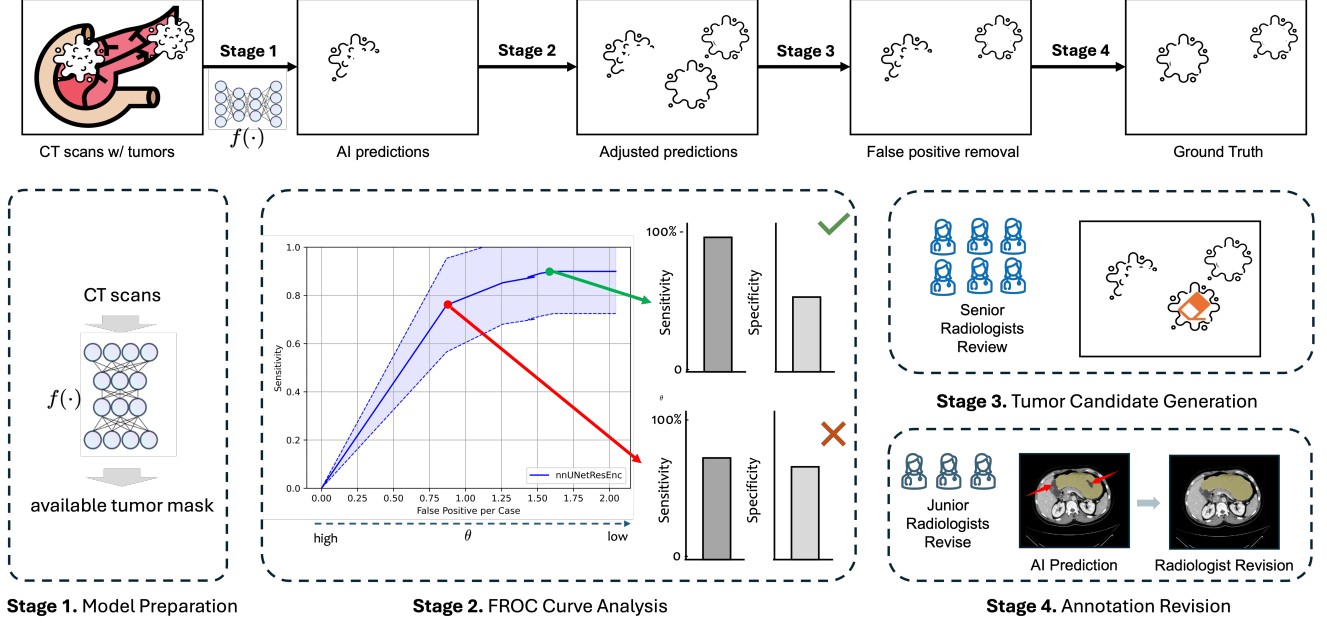 Stage 1
Stage 2
Stage 3
Stage 4
f(·)
CT scans w/ tumors
AI predictions
Adjusted predictions
False positive removal
Ground Truth
CT scans
f(·)
available tumor mask
Stage 1. Model Preparation
1.0
0.8
0.6
0.4
0.2
0.0
Sensitivity
0.00 0.25 0.50 0.75 1.00 1.25 1.50 1.75 2.00
False Positive per Case
nnUNetResEnc
high θ low
100%
0
Sensitivity
Specificity
θ
100%
0
Sensitivity
Specificity
Stage 2. FROC Curve Analysis
Senior
Radiologists
Review
Stage 3. Tumor Candidate Generation
Junior
Radiologists
Revise
AI Prediction
Radiologist Revision
Stage 4. Annotation Revision